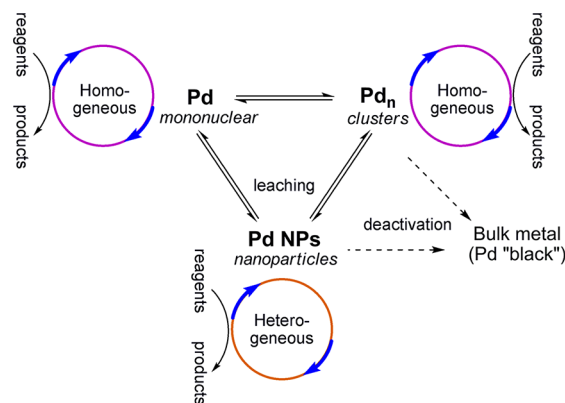 reagents
products
Homo-
geneous
Pd
mononuclear
Pdₙ
clusters
Homo-
geneous
reagents
products
leaching
deactivation
Pd NPs
nanoparticles
Bulk metal
(Pd "black")
reagents
products
Hetero-
geneous